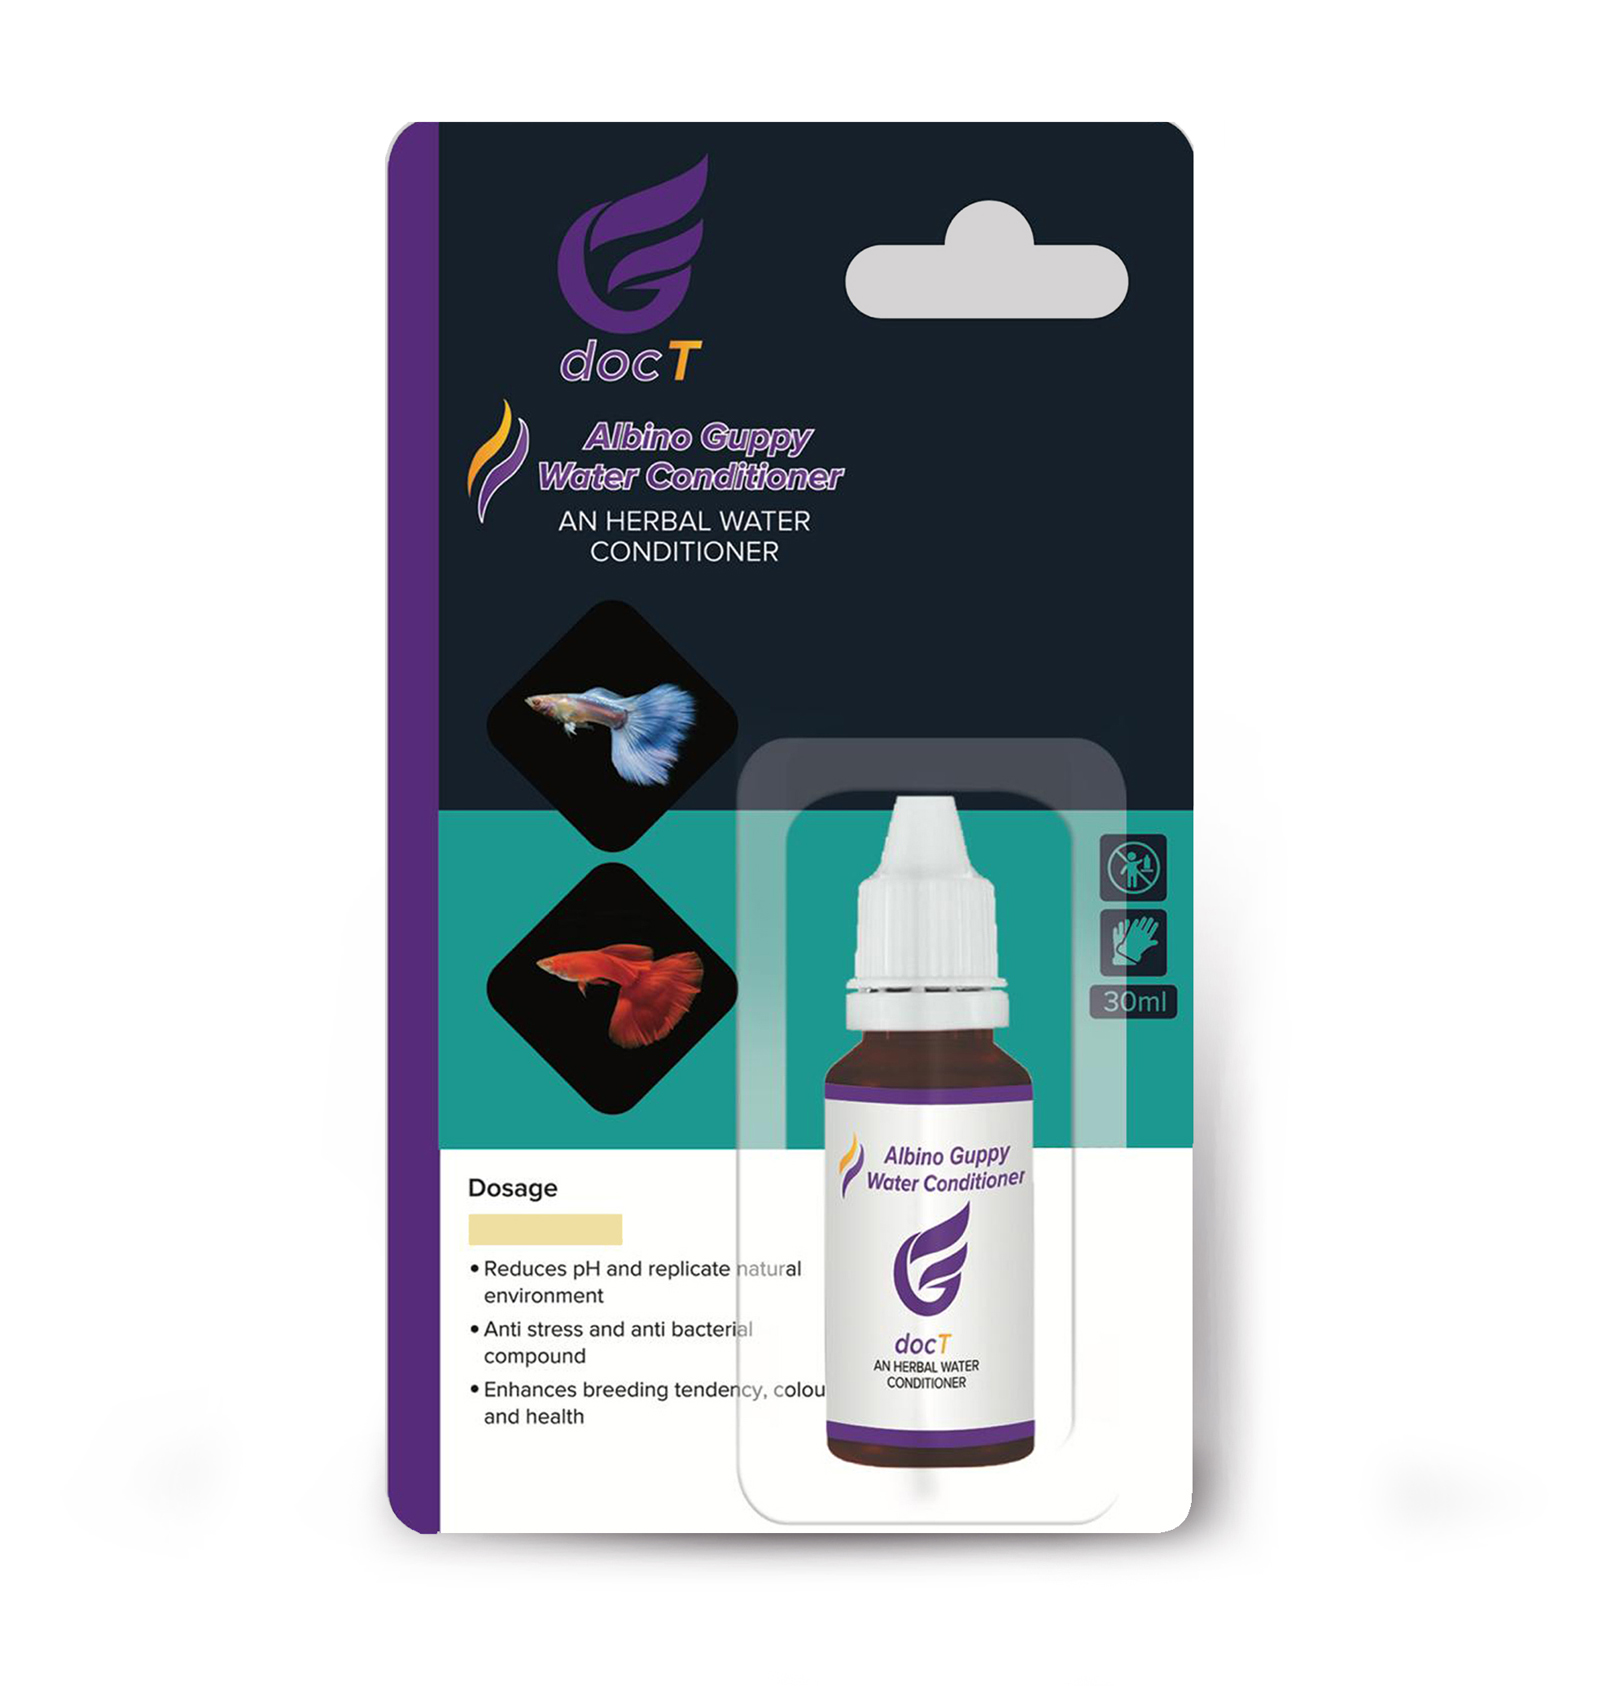 docT
Albino Guppy
Water Conditioner
AN HERBAL WATER
CONDITIONER
30ml
Dosage
• Reduces pH and replicate natural
environment
• Anti stress and anti bacterial
compound
• Enhances breeding tendency, colou
and health
Albino Guppy
Water Conditioner
docT
AN HERBAL WATER
CONDITIONER